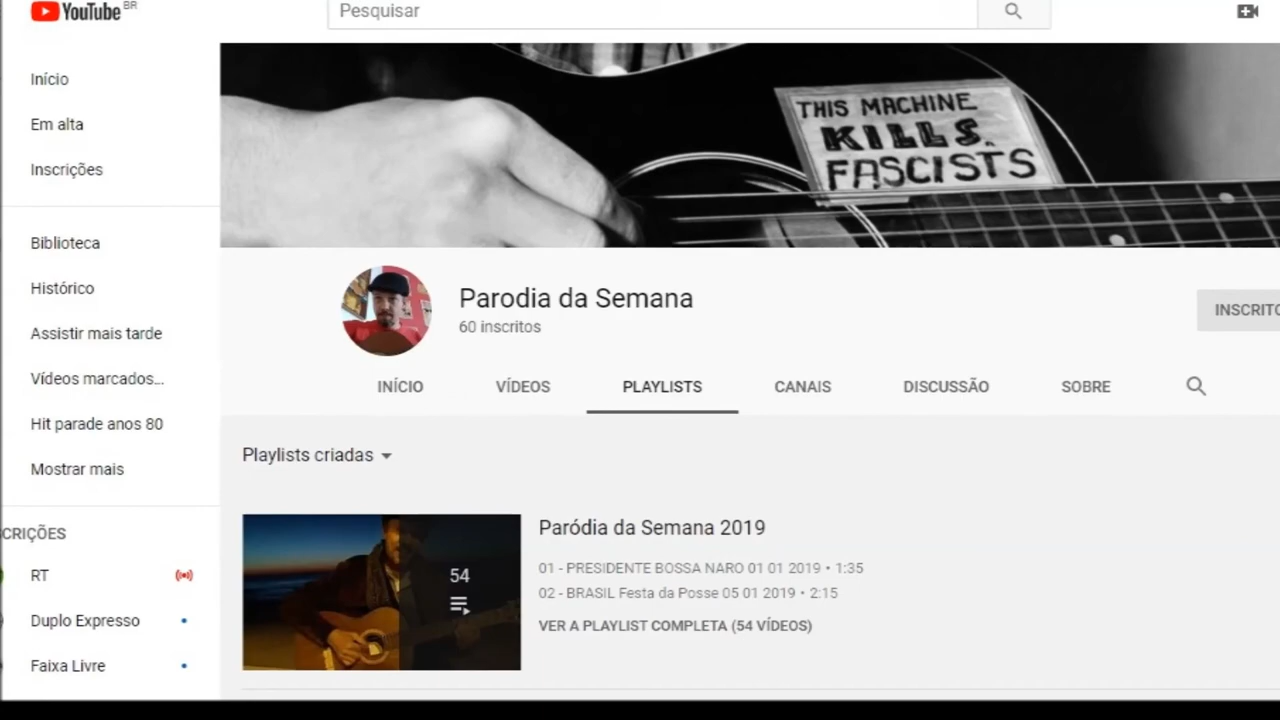 YouTube BR
Pesquisar
Início
Em alta
Inscrições
Biblioteca
Histórico
Assistir mais tarde
Vídeos marcados...
Hit parade anos 80
Mostrar mais
CRIÇÕES
RT
Duplo Expresso
Faixa Livre
THIS MACHINE
KILLS
FASCISTS
Parodia da Semana
60 inscritos
INSCRITO
INÍCIO VÍDEOS PLAYLISTS CANAIS DISCUSSÃO SOBRE
Playlists criadas
54
Paródia da Semana 2019
01 - PRESIDENTE BOSSA NARO 01 01 2019 • 1:35
02 - BRASIL Festa da Posse 05 01 2019 • 2:15
VER A PLAYLIST COMPLETA (54 VÍDEOS)